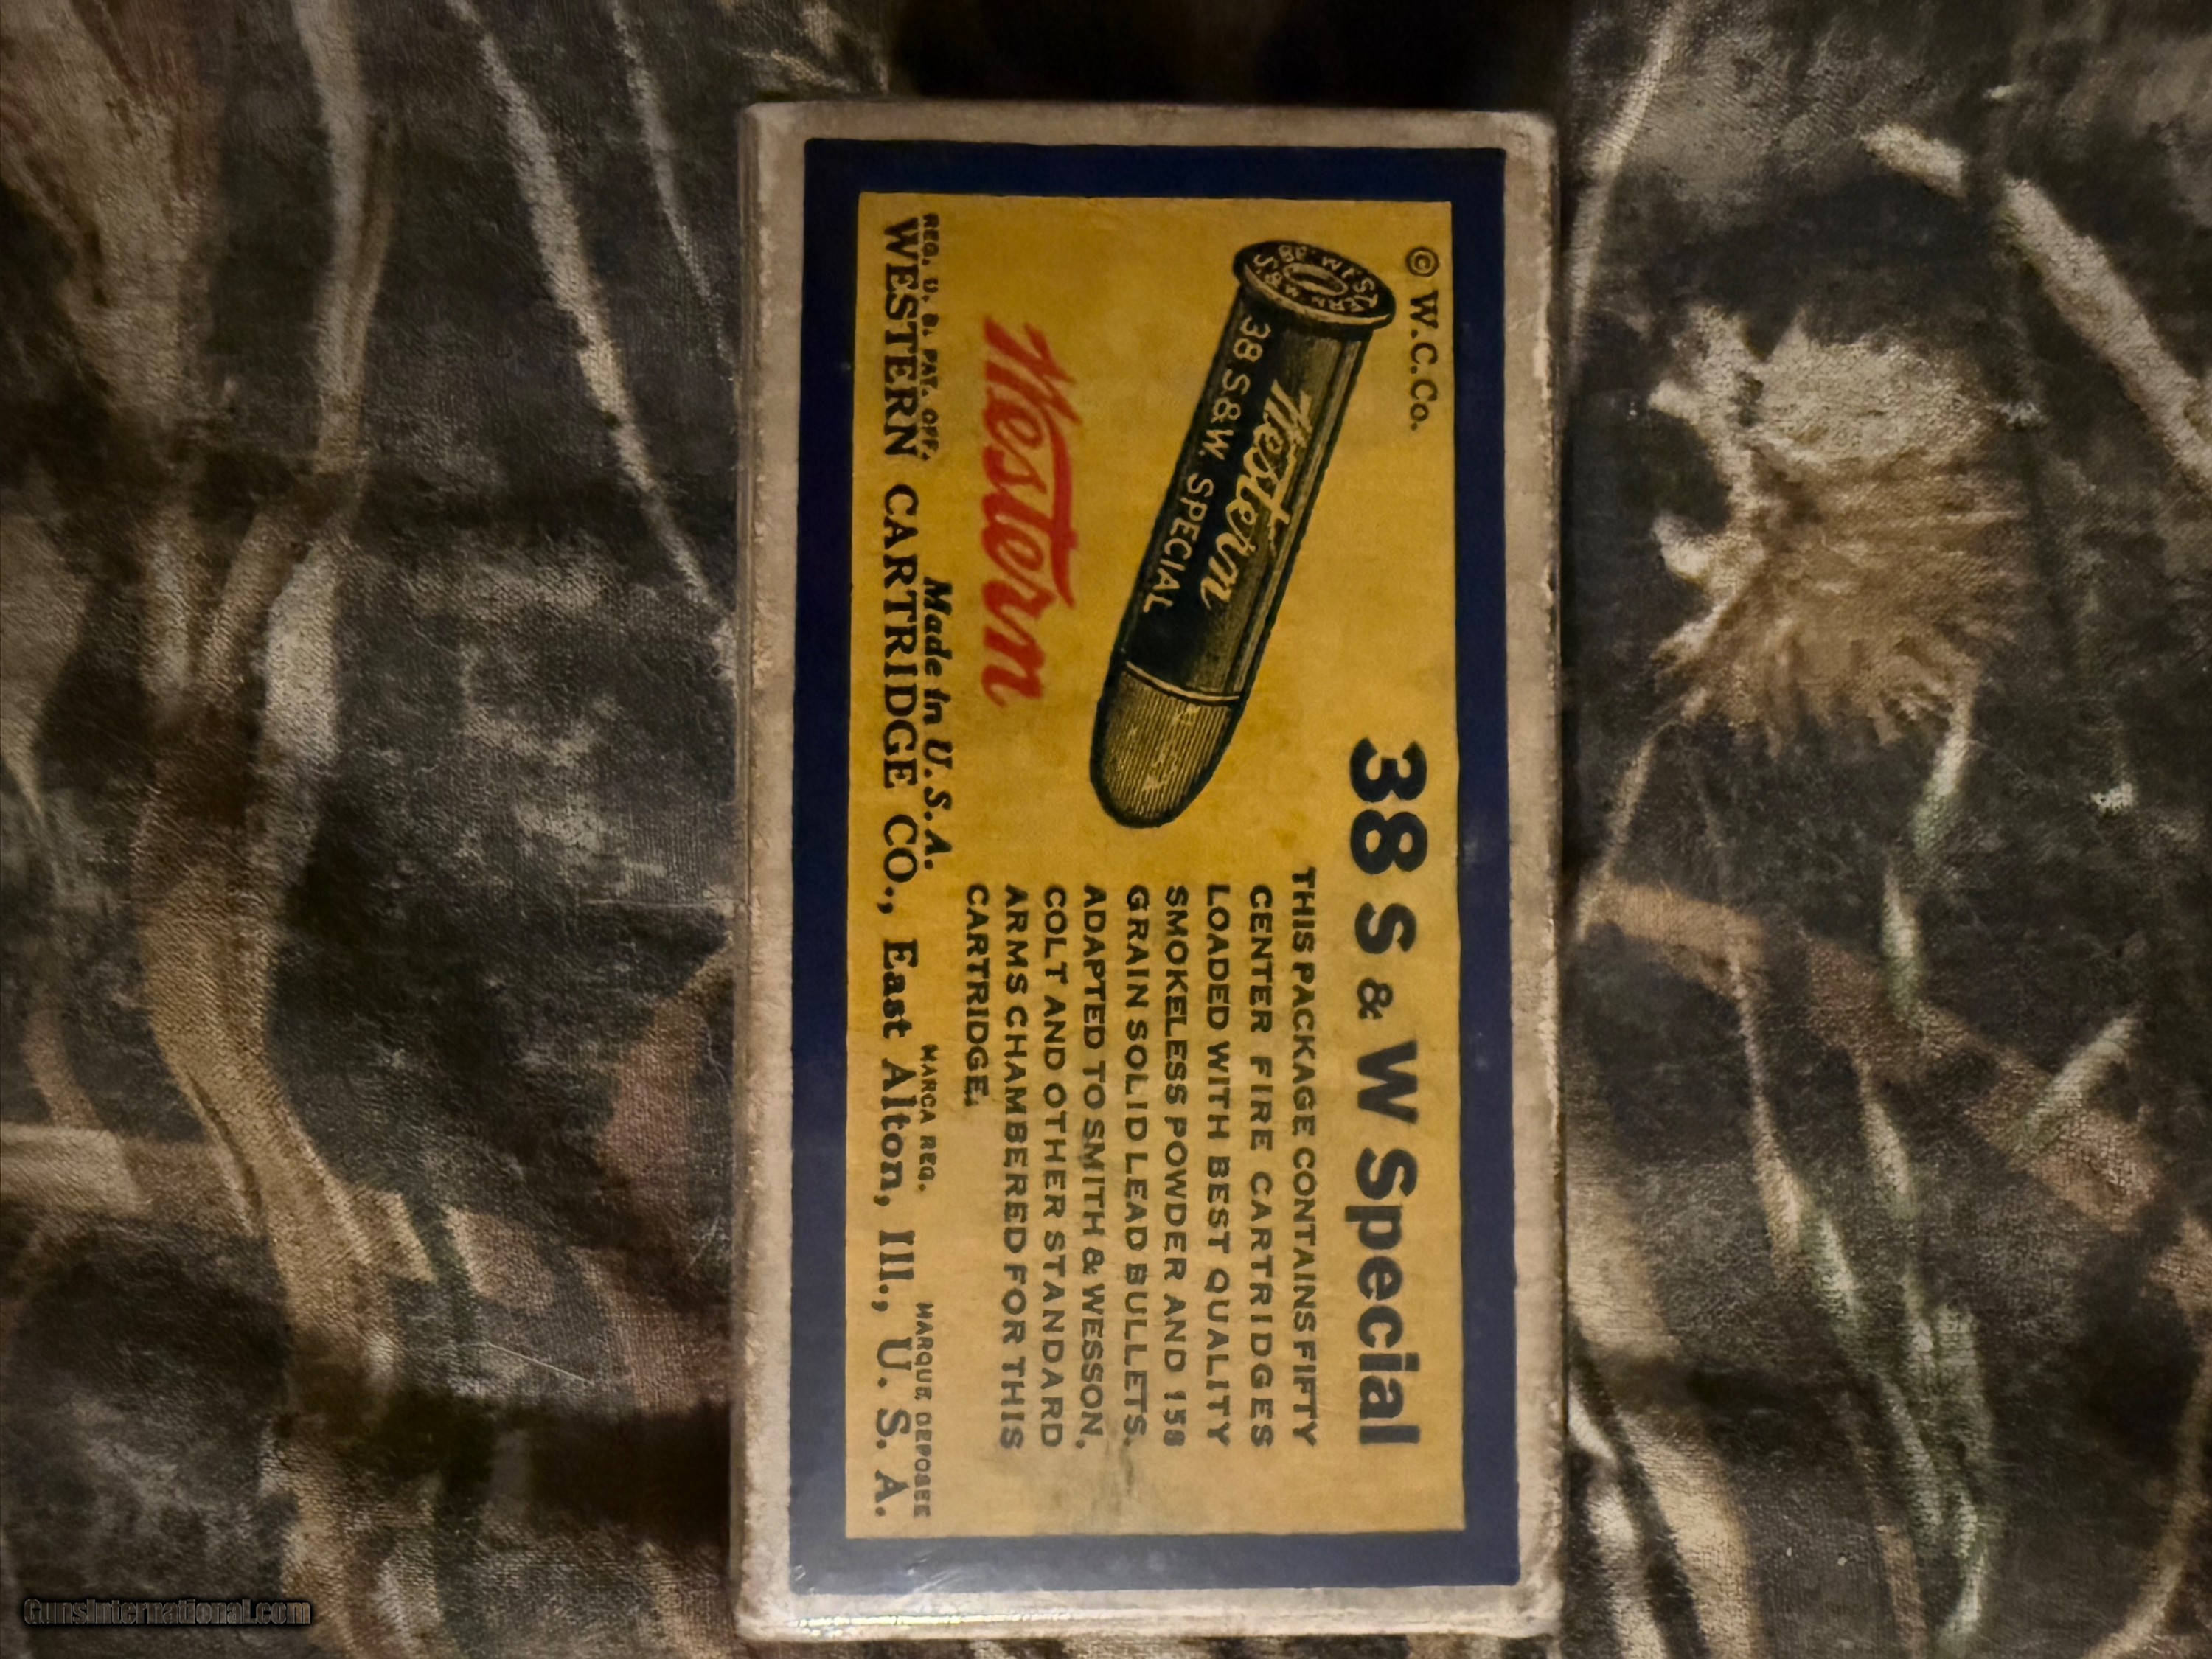 © W.C.Co.
38 S & W Special
38 WESTERN S&W
Western
38 S.&W. SPECIAL
THIS PACKAGE CONTAINS FIFTY
CENTER FIRE CARTRIDGES
LOADED WITH BEST QUALITY
SMOKELESS POWDER AND 158
GRAIN SOLID LEAD BULLETS.
ADAPTED TO SMITH & WESSON,
COLT AND OTHER STANDARD
ARMS CHAMBERED FOR THIS
CARTRIDGE.
Western
REG. U. S. PAT. OFF.
Made in U.S.A.
MARCA REG.
MARQUE DEPOSEE
WESTERN CARTRIDGE CO., East Alton, Ill., U. S. A.
GunsInternational.com